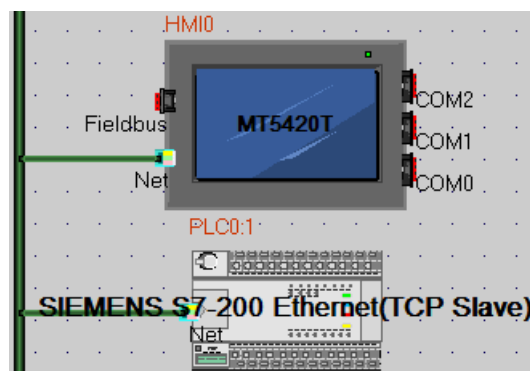 HMI0
MT5420T
Fieldbus
Net
COM2
COM1
COM0
PLC0:1
SIEMENS S7-200 Ethernet(TCP Slave)
Net